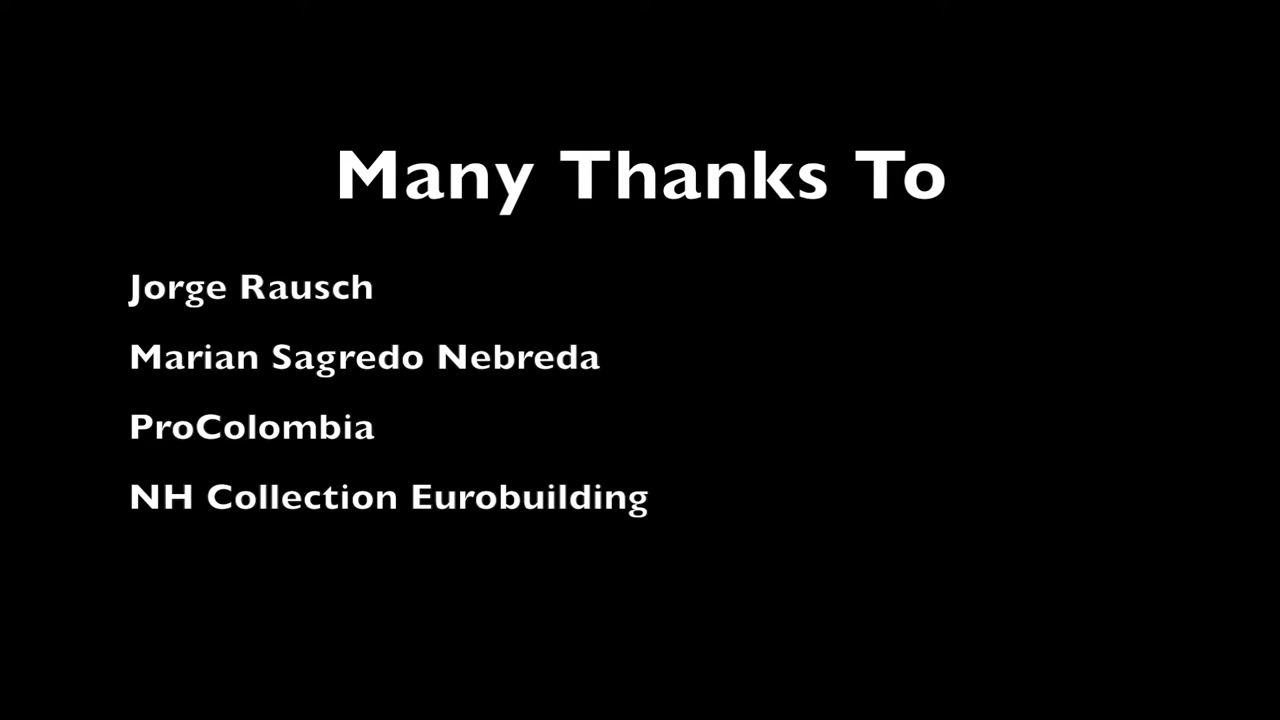 Many Thanks To
Jorge Rausch
Marian Sagredo Nebreda
ProColombia
NH Collection Eurobuilding